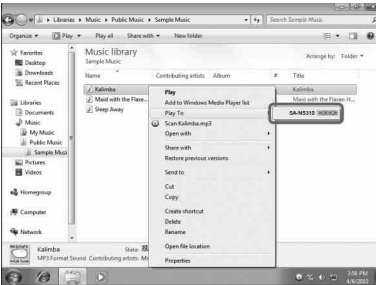 Libraries ▸ Music ▸ Public Music ▸ Sample Music
Search Sample Music
Organize ▾ Play ▾ Play all Share with ▾ New folder
Favorites
Desktop
Downloads
Recent Places
Libraries
Documents
Music
My Music
Public Music
Sample Musi
Pictures
Videos
Homegroup
Computer
Network
Music library
Sample Music
Arrange by: Folder ▾
Name Contributing artists Album # Title
Kalimba
Maid with the Flaxe...
Sleep Away
Kalimba
Maid with the Flaxen H...
Play
Add to Windows Media Player list
Play To
Scan Kalimba.mp3
Open with
Share with
Restore previous versions
Send to
Cut
Copy
Create shortcut
Delete
Rename
Open file location
Properties
SA-NS310
Kalimba State:
MP3 Format Sound Contributing artists: M
3:56 PM
4/6/2011